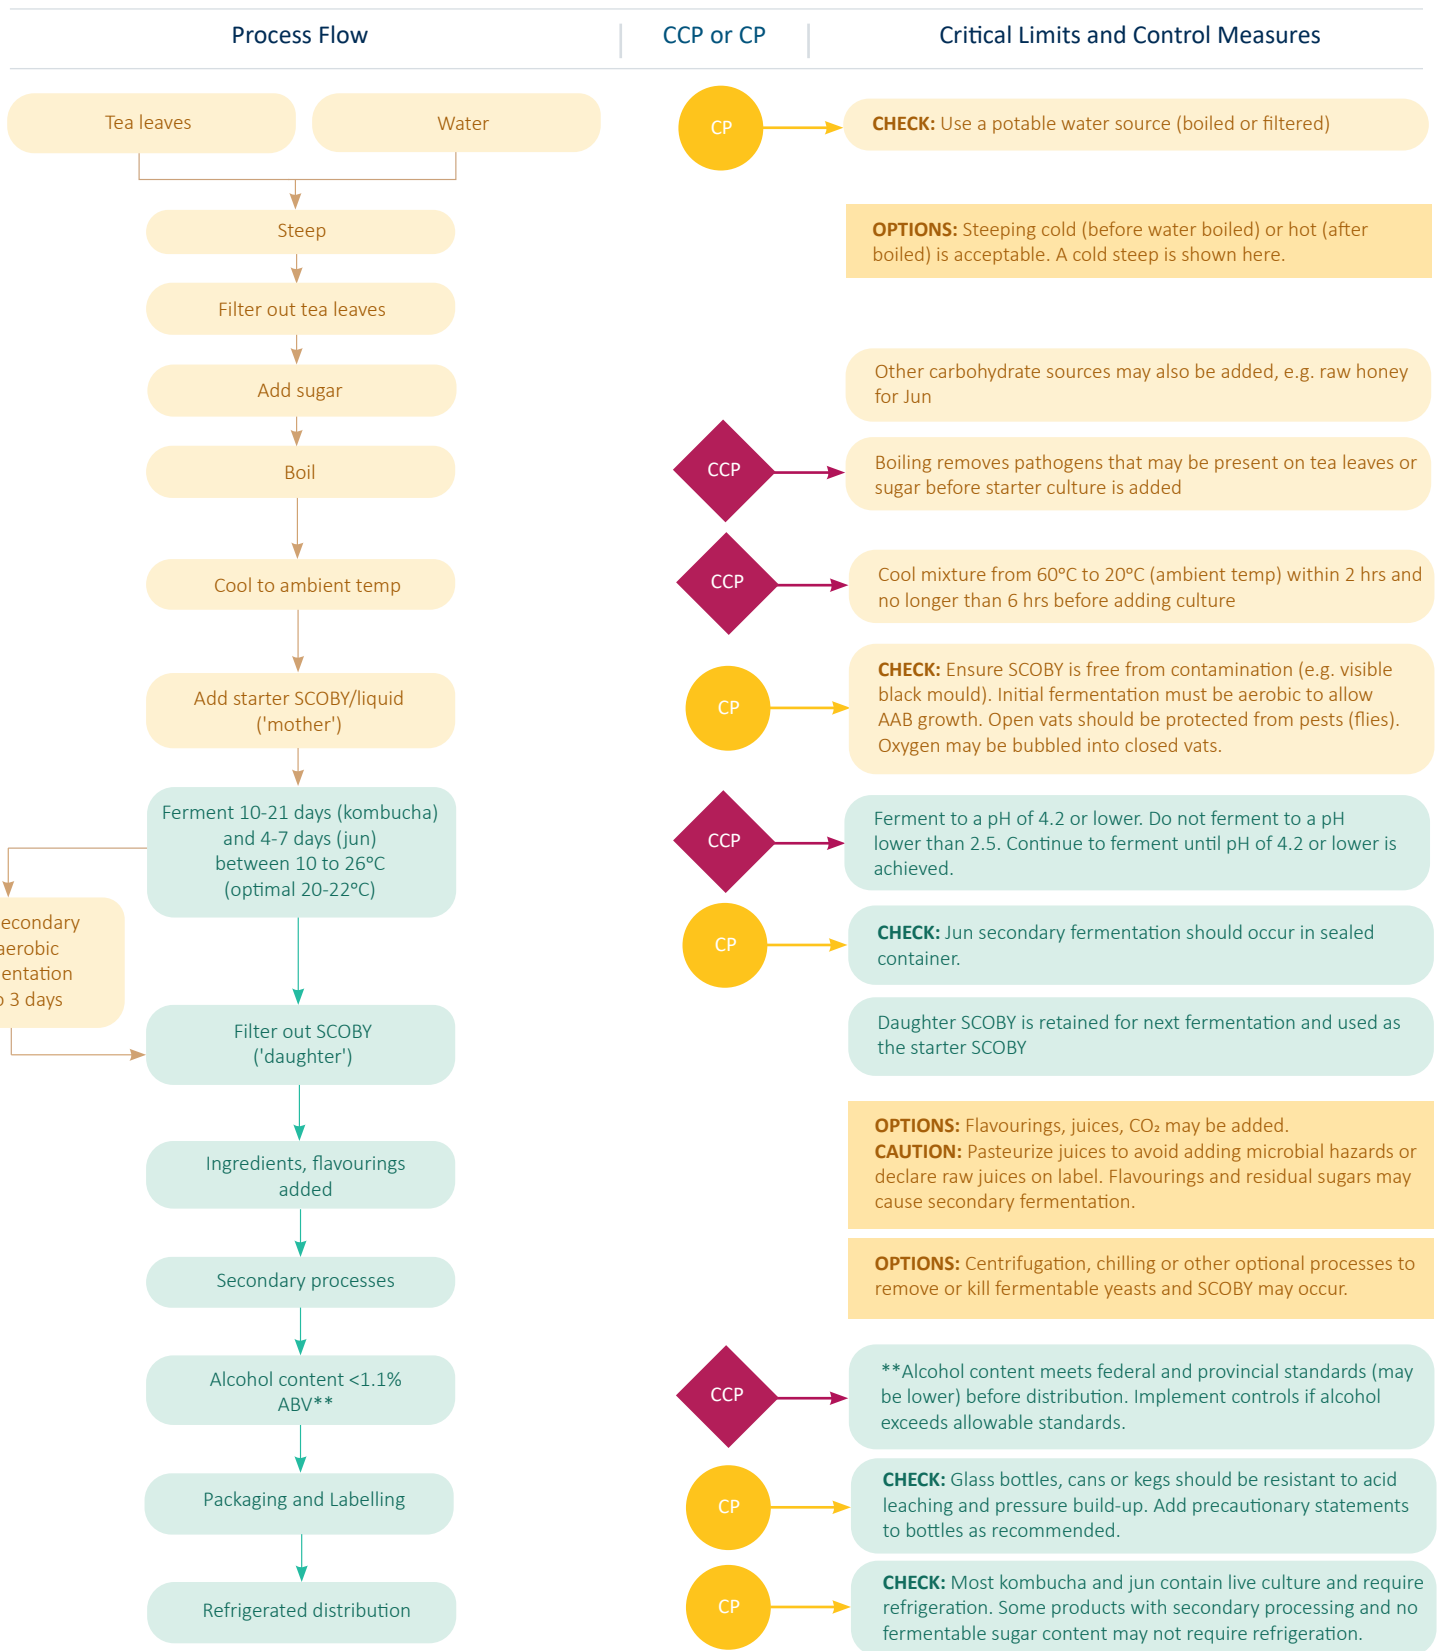 Process Flow
CCP or CP
Critical Limits and Control Measures
Tea leaves
Water
CP
CHECK: Use a potable water source (boiled or filtered)
Steep
OPTIONS: Steeping cold (before water boiled) or hot (after
boiled) is acceptable. A cold steep is shown here.
Filter out tea leaves
Add sugar
Other carbohydrate sources may also be added, e.g. raw honey
for Jun
Boil
CCP
Boiling removes pathogens that may be present on tea leaves or
sugar before starter culture is added
Cool to ambient temp
CCP
Cool mixture from 60ºC to 20ºC (ambient temp) within 2 hrs and
no longer than 6 hrs before adding culture
Add starter SCOBY/liquid
('mother')
CP
CHECK: Ensure SCOBY is free from contamination (e.g. visible
black mould). Initial fermentation must be aerobic to allow
AAB growth. Open vats should be protected from pests (flies).
Oxygen may be bubbled into closed vats.
Ferment 10-21 days (kombucha)
and 4-7 days (jun)
between 10 to 26ºC
(optimal 20-22ºC)
CCP
Ferment to a pH of 4.2 or lower. Do not ferment to a pH
lower than 2.5. Continue to ferment until pH of 4.2 or lower is
achieved.
econdary
aerobic
entation
3 days
CP
CHECK: Jun secondary fermentation should occur in sealed
container.
Filter out SCOBY
('daughter')
Daughter SCOBY is retained for next fermentation and used as
the starter SCOBY
Ingredients, flavourings
added
OPTIONS: Flavourings, juices, CO₂ may be added.
CAUTION: Pasteurize juices to avoid adding microbial hazards or
declare raw juices on label. Flavourings and residual sugars may
cause secondary fermentation.
Secondary processes
OPTIONS: Centrifugation, chilling or other optional processes to
remove or kill fermentable yeasts and SCOBY may occur.
Alcohol content <1.1%
ABV**
CCP
**Alcohol content meets federal and provincial standards (may
be lower) before distribution. Implement controls if alcohol
exceeds allowable standards.
Packaging and Labelling
CP
CHECK: Glass bottles, cans or kegs should be resistant to acid
leaching and pressure build-up. Add precautionary statements
to bottles as recommended.
Refrigerated distribution
CP
CHECK: Most kombucha and jun contain live culture and require
refrigeration. Some products with secondary processing and no
fermentable sugar content may not require refrigeration.